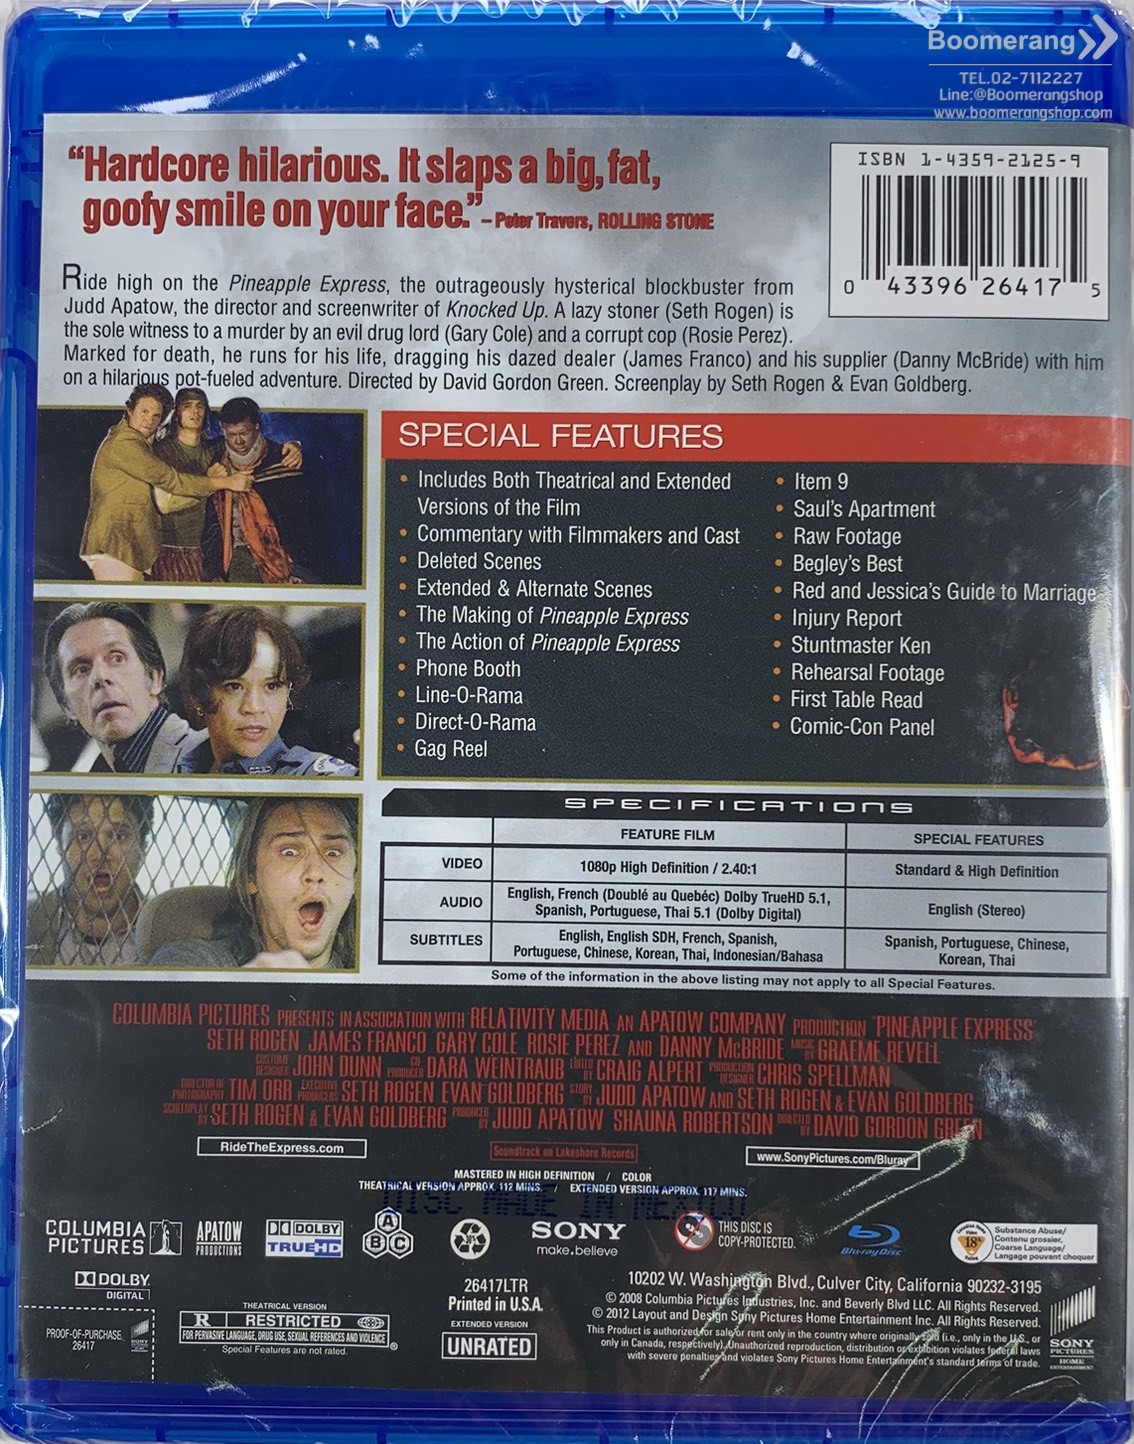 Boomerang
TEL.02-7112227
Line:@Boomerangshop
www.boomerangshop.com
“Hardcore hilarious. It slaps a big, fat,
goofy smile on your face.” – Peter Travers, ROLLING STONE
ISBN 1-4359-2125-9
0 43396 26417 5
Ride high on the Pineapple Express, the outrageously hysterical blockbuster from
Judd Apatow, the director and screenwriter of Knocked Up. A lazy stoner (Seth Rogen) is
the sole witness to a murder by an evil drug lord (Gary Cole) and a corrupt cop (Rosie Perez).
Marked for death, he runs for his life, dragging his dazed dealer (James Franco) and his supplier (Danny McBride) with him
on a hilarious pot-fueled adventure. Directed by David Gordon Green. Screenplay by Seth Rogen & Evan Goldberg.
SPECIAL FEATURES
• Includes Both Theatrical and Extended
Versions of the Film
• Commentary with Filmmakers and Cast
• Deleted Scenes
• Extended & Alternate Scenes
• The Making of Pineapple Express
• The Action of Pineapple Express
• Phone Booth
• Line-O-Rama
• Direct-O-Rama
• Gag Reel
• Item 9
• Saul's Apartment
• Raw Footage
• Begley's Best
• Red and Jessica's Guide to Marriage
• Injury Report
• Stuntmaster Ken
• Rehearsal Footage
• First Table Read
• Comic-Con Panel
SPECIFICATIONS
FEATURE FILM
SPECIAL FEATURES
VIDEO
1080p High Definition / 2.40:1
Standard & High Definition
AUDIO
English, French (Doublé au Quebéc) Dolby TrueHD 5.1,
Spanish, Portuguese, Thai 5.1 (Dolby Digital)
English (Stereo)
SUBTITLES
English, English SDH, French, Spanish,
Portuguese, Chinese, Korean, Thai, Indonesian/Bahasa
Spanish, Portuguese, Chinese,
Korean, Thai
Some of the information in the above listing may not apply to all Special Features.
COLUMBIA PICTURES PRESENTS IN ASSOCIATION WITH RELATIVITY MEDIA AN APATOW COMPANY PRODUCTION "PINEAPPLE EXPRESS"
SETH ROGEN JAMES FRANCO GARY COLE ROSIE PEREZ AND DANNY McBRIDE MUSIC BY GRAEME REVELL
COSTUME DESIGNER JOHN DUNN CO PRODUCER DARA WEINTRAUB EDITED BY CRAIG ALPERT PRODUCTION DESIGNER CHRIS SPELLMAN
DIRECTOR OF PHOTOGRAPHY TIM ORR EXECUTIVE PRODUCERS SETH ROGEN EVAN GOLDBERG STORY BY JUDD APATOW AND SETH ROGEN & EVAN GOLDBERG
SCREENPLAY BY SETH ROGEN & EVAN GOLDBERG PRODUCED BY JUDD APATOW SHAUNA ROBERTSON DIRECTED BY DAVID GORDON GREEN
RideTheExpress.com
Soundtrack on Lakeshore Records
www.SonyPictures.com/Bluray
MASTERED IN HIGH DEFINITION / COLOR
THEATRICAL VERSION APPROX. 112 MINS. / EXTENDED VERSION APPROX. 117 MINS.
DISC MADE IN MEXICO
COLUMBIA
PICTURES
APATOW
PRODUCTIONS
DOLBY
TRUEHD
A
B C
SONY
make.believe
THIS DISC IS
COPY-PROTECTED.
Blu-ray Disc
18
Substance Abuse/
Contenu grossier,
Coarse Language/
Langage pouvant choquer
DOLBY
DIGITAL
PROOF-OF-PURCHASE
26417
THEATRICAL VERSION
R RESTRICTED
FOR PERVASIVE LANGUAGE, DRUG USE, SEXUAL REFERENCES AND VIOLENCE
Special Features are not rated.
26417LTR
Printed in U.S.A.
EXTENDED VERSION
UNRATED
10202 W. Washington Blvd., Culver City, California 90232-3195
© 2008 Columbia Pictures Industries, Inc. and Beverly Blvd LLC. All Rights Reserved.
© 2012 Layout and Design Sony Pictures Home Entertainment Inc. All Rights Reserved.
This Product is authorized for sale or rent only in the country where originally sold (i.e., only in the U.S., or
only in Canada, respectively). Unauthorized reproduction, distribution or exhibition violates federal laws
with severe penalties and violates Sony Pictures Home Entertainment's standard terms of trade.
SONY
PICTURES
HOME
ENTERTAINMENT